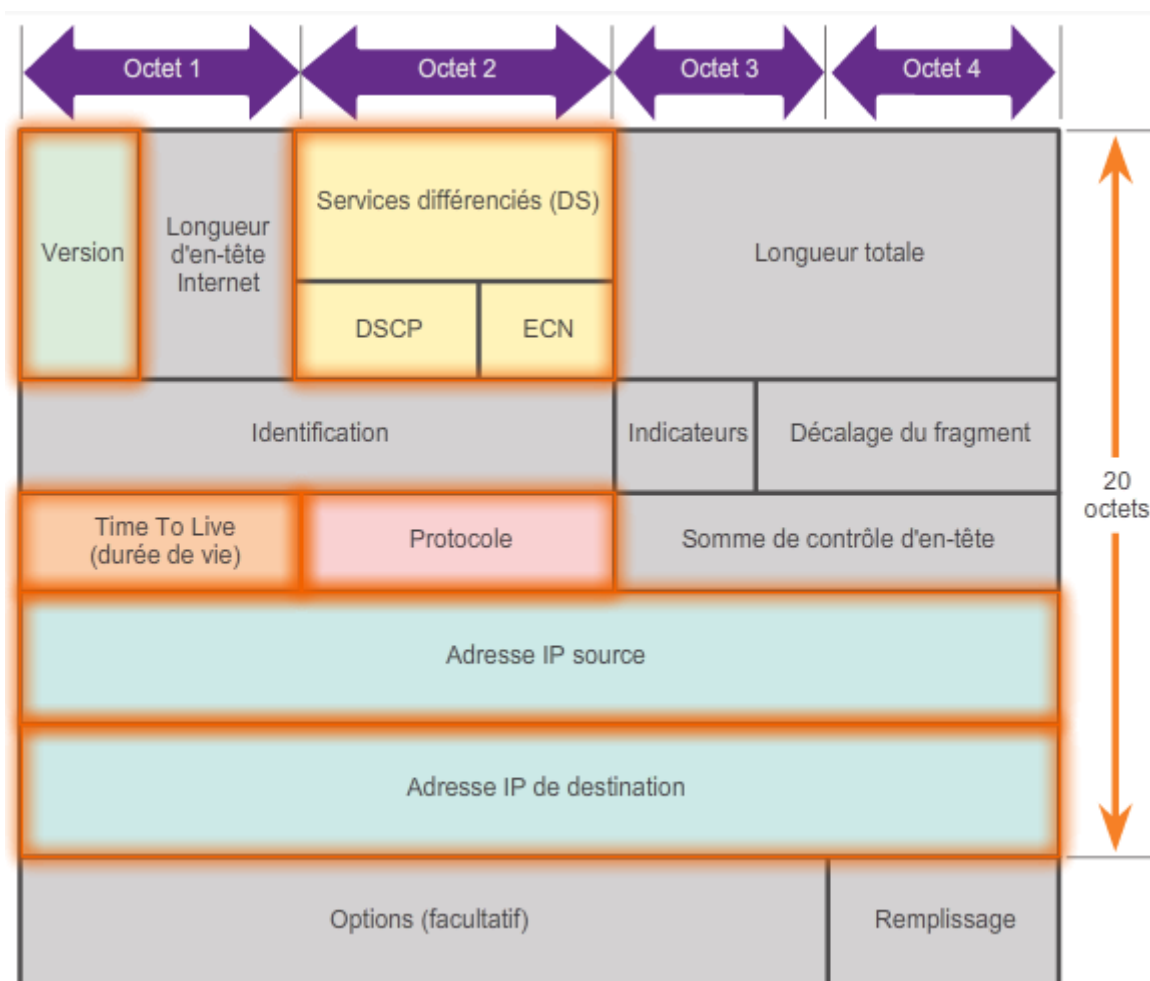 Octet 1
Octet 2
Octet 3
Octet 4
Version
Longueur
d'en-tête
Internet
Services différenciés (DS)
DSCP
ECN
Longueur totale
Identification
Indicateurs
Décalage du fragment
20
octets
Time To Live
(durée de vie)
Protocole
Somme de contrôle d'en-tête
Adresse IP source
Adresse IP de destination
Options (facultatif)
Remplissage